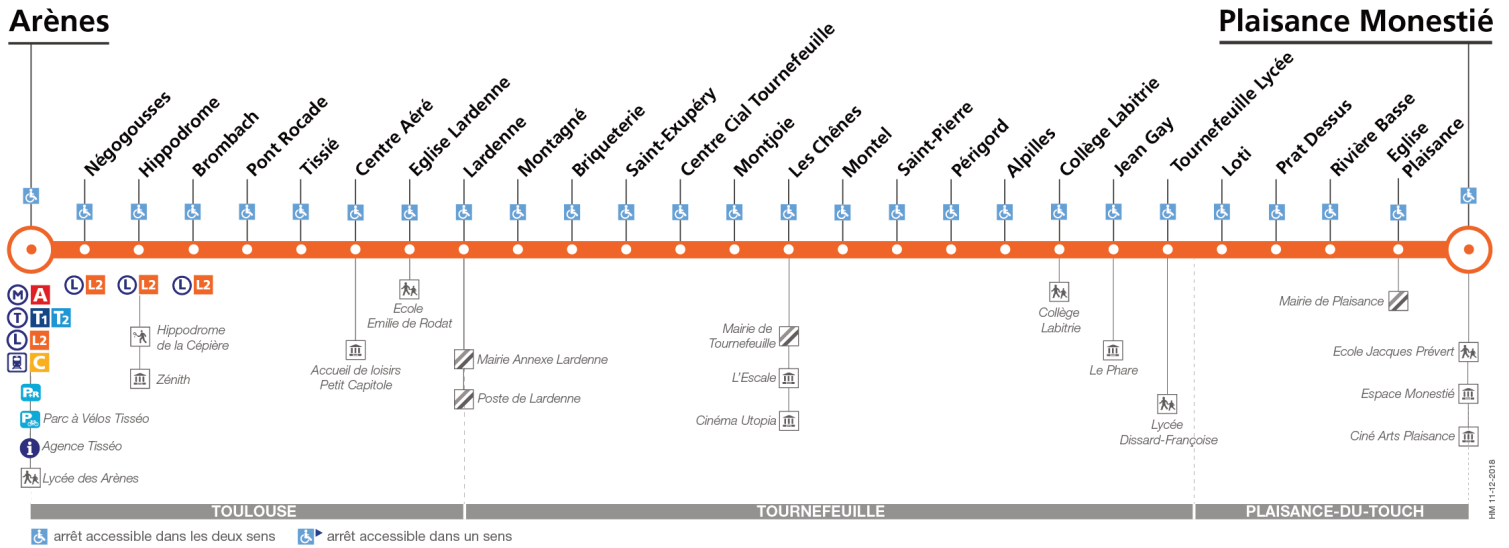 Arènes
Plaisance Monestié
Négogousses
Hippodrome
Brombach
Pont Rocade
Tissié
Centre Aéré
Eglise Lardenne
Lardenne
Montagné
Briqueterie
Saint-Exupéry
Centre Cial Tournefeuille
Montjoie
Les Chênes
Montel
Saint-Pierre
Périgord
Alpilles
Collège Labitrie
Jean Gay
Tournefeuille Lycée
Loti
Prat Dessus
Rivière Basse
Eglise
Plaisance
M A
T T1 T2
L L2
C
P+R
P
Parc à Vélos Tisséo
i Agence Tisséo
Lycée des Arènes
L L2
L L2
Hippodrome
de la Cépière
Zénith
L L2
Accueil de loisirs
Petit Capitole
Ecole
Emilie de Rodat
Mairie Annexe Lardenne
Poste de Lardenne
Mairie de
Tournefeuille
L'Escale
Cinéma Utopia
Collège
Labitrie
Le Phare
Lycée
Dissard-Françoise
Mairie de Plaisance
Ecole Jacques Prévert
Espace Monestié
Ciné Arts Plaisance
TOULOUSE
TOURNEFEUILLE
PLAISANCE-DU-TOUCH
arrêt accessible dans les deux sens
arrêt accessible dans un sens
HM 11-12-2018